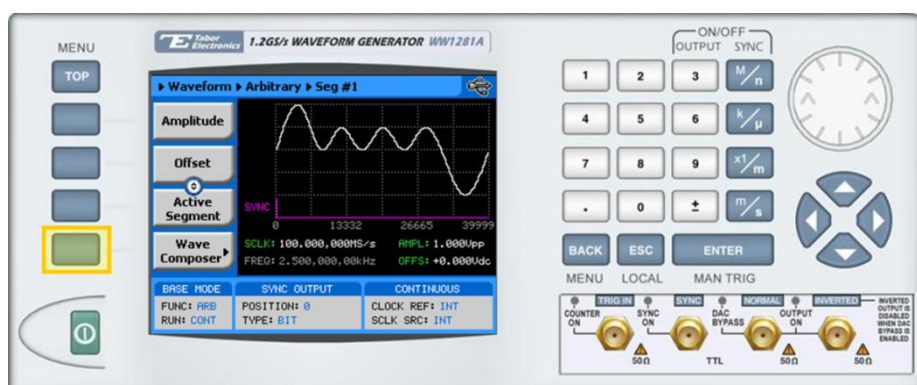 MENU
TOP
Tabor Electronics
1.2GS/s WAVEFORM GENERATOR WW1281A
Waveform Arbitrary Seg #1
Amplitude
Offset
Active
Segment
Wave
Composer
SYNC
0 13332 26665 39999
SCLK: 100.000,000MS/s AMPL: 1.000Vpp
FREQ: 2.500,000,00kHz OFFS: +0.000Vdc
BASE MODE SYNC OUTPUT CONTINUOUS
FUNC: ARB POSITION: 0 CLOCK REF: INT
RUN: CONT TYPE: BIT SCLK SRC: INT
ON/OFF
OUTPUT SYNC
1 2 3 M/n
4 5 6 k/µ
7 8 9 x1/m
. 0 ± m/s
BACK ESC ENTER
MENU LOCAL MAN TRIG
TRIG IN SYNC NORMAL INVERTED
COUNTER
ON
SYNC
ON
DAC
BYPASS
OUTPUT
ON
INVERTED
OUTPUT IS
DISABLED
WHEN DAC
BYPASS IS
ENABLED
50Ω TTL 50Ω 50Ω